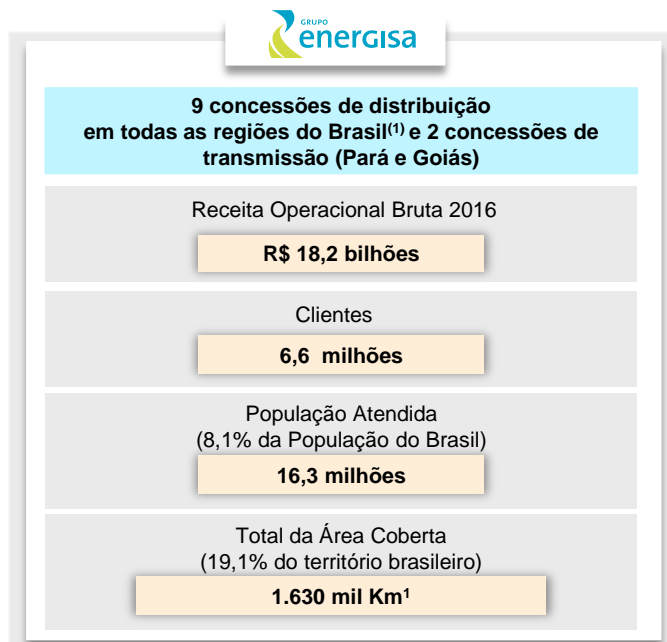 GRUPO
energisa
9 concessões de distribuição
em todas as regiões do Brasil(1) e 2 concessões de
transmissão (Pará e Goiás)
Receita Operacional Bruta 2016
R$ 18,2 bilhões
Clientes
6,6 milhões
População Atendida
(8,1% da População do Brasil)
16,3 milhões
Total da Área Coberta
(19,1% do território brasileiro)
1.630 mil Km¹